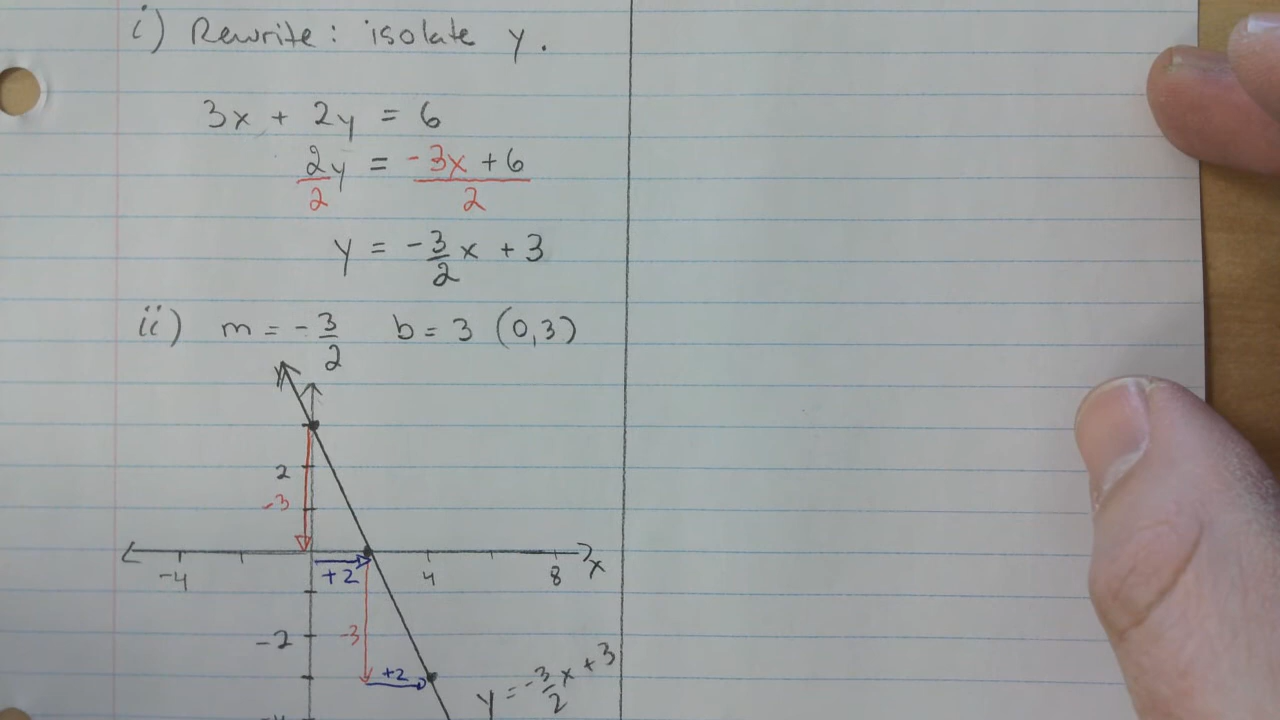 i) Rewrite: isolate y.
3x + 2y = 6
2y = -3x + 6
2 2
y = -3/2 x + 3
ii) m = -3/2 b = 3 (0,3)
y
2
-3
-4 +2 4 8 x
-2 -3
+2
y = -3/2 x + 3
-4